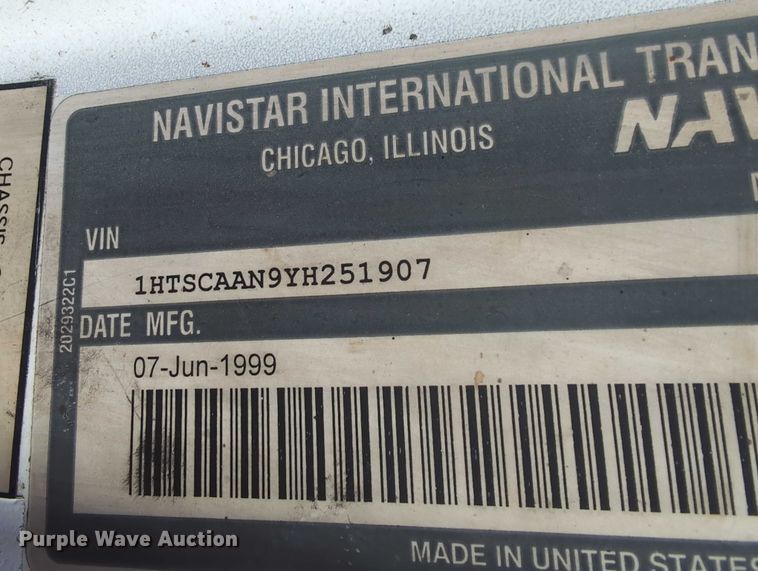 NAVISTAR INTERNATIONAL TRAN
CHICAGO, ILLINOIS
NAV
VIN
1HTSCAAN9YH251907
DATE MFG.
07-Jun-1999
2029322C1
CHASSIS
MADE IN UNITED STATES
Purple Wave Auction